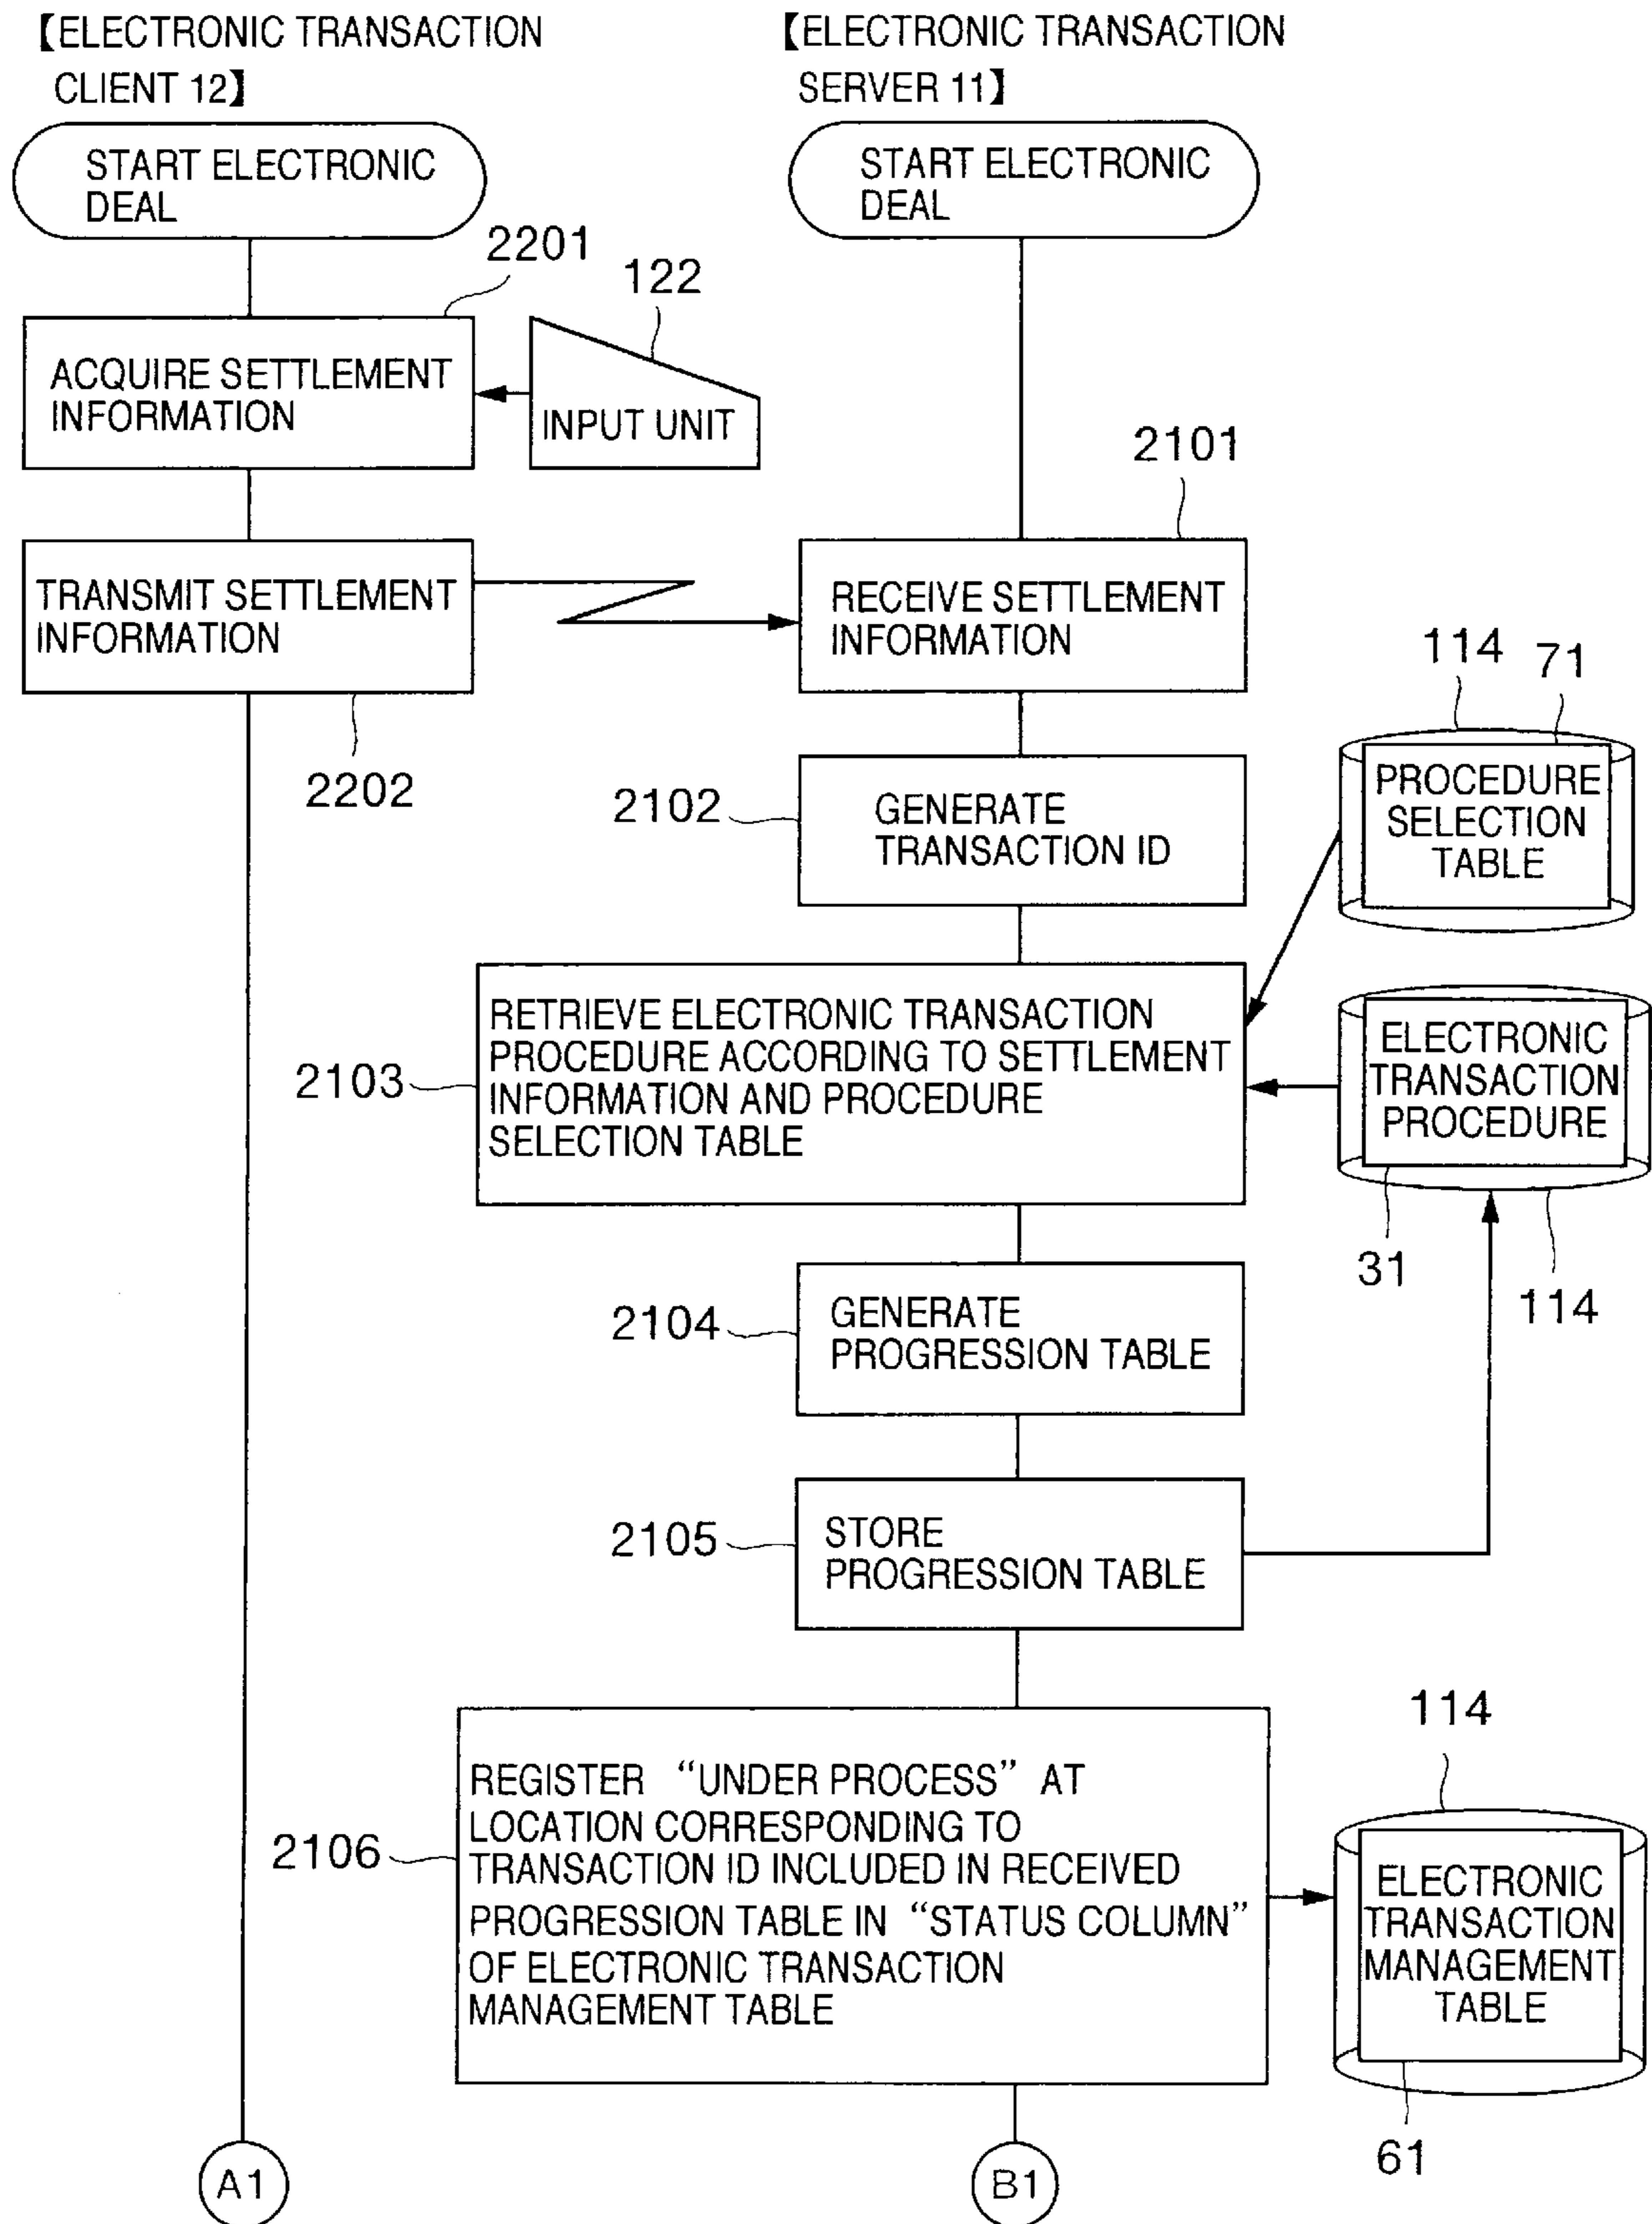 【ELECTRONIC TRANSACTION
CLIENT 12】
【ELECTRONIC TRANSACTION
SERVER 11】
START ELECTRONIC
DEAL
START ELECTRONIC
DEAL
2201
122
ACQUIRE SETTLEMENT
INFORMATION
INPUT UNIT
2101
TRANSMIT SETTLEMENT
INFORMATION
RECEIVE SETTLEMENT
INFORMATION
2202
114
71
PROCEDURE
SELECTION
TABLE
2102
GENERATE
TRANSACTION ID
2103
RETRIEVE ELECTRONIC TRANSACTION
PROCEDURE ACCORDING TO SETTLEMENT
INFORMATION AND PROCEDURE
SELECTION TABLE
ELECTRONIC
TRANSACTION
PROCEDURE
31
114
2104
GENERATE
PROGRESSION TABLE
2105
STORE
PROGRESSION TABLE
2106
REGISTER “UNDER PROCESS” AT
LOCATION CORRESPONDING TO
TRANSACTION ID INCLUDED IN RECEIVED
PROGRESSION TABLE IN “STATUS COLUMN”
OF ELECTRONIC TRANSACTION
MANAGEMENT TABLE
114
ELECTRONIC
TRANSACTION
MANAGEMENT
TABLE
61
A1
B1